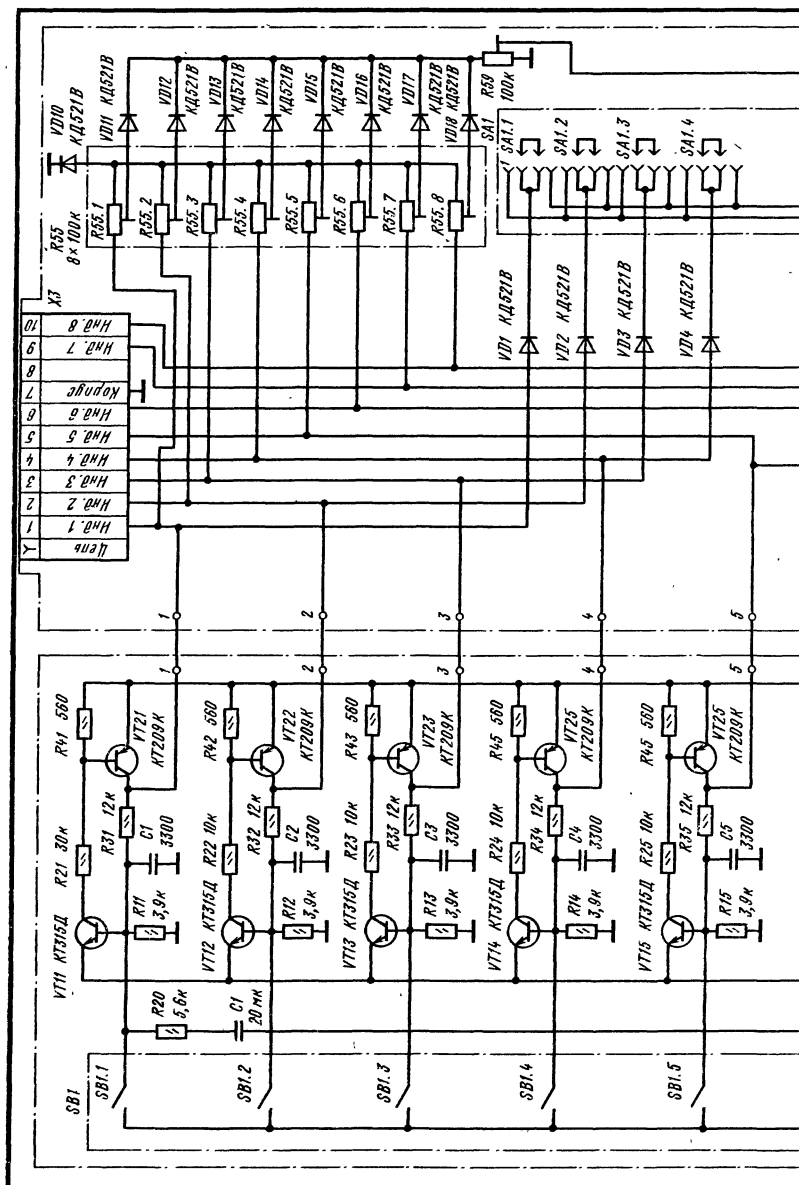 VD10
КД521В
VD11 КД521В
VD12
КД521В
VD13
КД521В
VD14
КД521В
VD15
КД521В
VD16
КД521В
VD17
КД521В
VD18 КД521В
R59
100к
SA1
SA1.1
SA1.2
SA1.3
SA1.4
1
R55
8×100к
R55.1
R55.2
R55.3
R55.4
R55.5
R55.6
R55.7
R55.8
X3
10 Инд.8
9 Инд.7
8
7 Корпус
6 Инд.6
5 Инд.5
4 Инд.4
3 Инд.3
2 Инд.2
1 Инд.1
Цепь
VD1 КД521В
VD2 КД521В
VD3 КД521В
VD4 КД521В
1
2
3
4
5
1
2
3
4
5
R41 560
VT21
КТ209К
R42 560
VT22
КТ209К
R43 560
VT23
КТ209К
R45 560
VT25
КТ209К
R45 560
VT25
КТ209К
R21 30к
R31 12к
C1
3300
R22 10к
R32 12к
C2
3300
R23 10к
R33 12к
C3
3300
R24 10к
R34 12к
C4
3300
R25 10к
R35 12к
C5
3300
VT11 КТ315Д
R11
3,9к
VT12 КТ315Д
R12
3,9к
VT13 КТ315Д
R13
3,9к
VT14 КТ315Д
R14
3,9к
VT15 КТ315Д
R15
3,9к
R20
5,6к
C1
20 мк
SB1
SB1.1
SB1.2
SB1.3
SB1.4
SB1.5